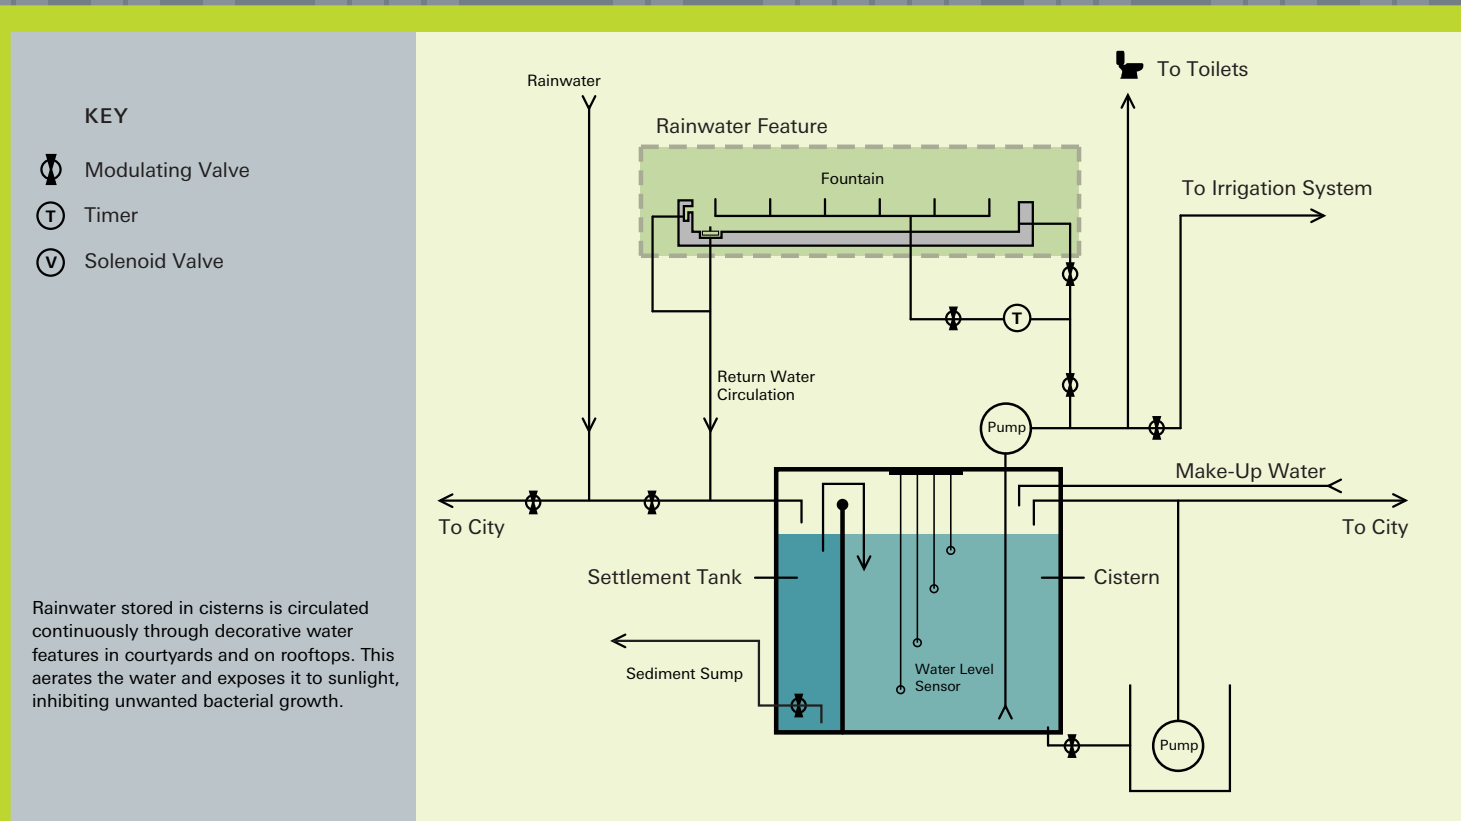 KEY
Modulating Valve
T
Timer
V
Solenoid Valve
Rainwater stored in cisterns is circulated
continuously through decorative water
features in courtyards and on rooftops. This
aerates the water and exposes it to sunlight,
inhibiting unwanted bacterial growth.
Rainwater
To Toilets
Rainwater Feature
Fountain
To Irrigation System
T
Return Water
Circulation
Pump
Make-Up Water
To City
To City
Settlement Tank
Cistern
Sediment Sump
Water Level
Sensor
Pump